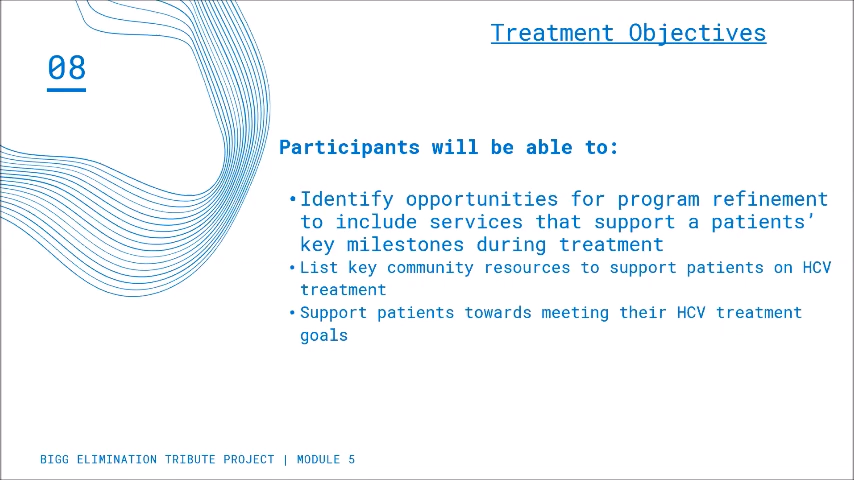 Treatment Objectives
08
Participants will be able to:
•Identify opportunities for program refinement
to include services that support a patients’
key milestones during treatment
•List key community resources to support patients on HCV
treatment
•Support patients towards meeting their HCV treatment
goals
BIGG ELIMINATION TRIBUTE PROJECT | MODULE 5